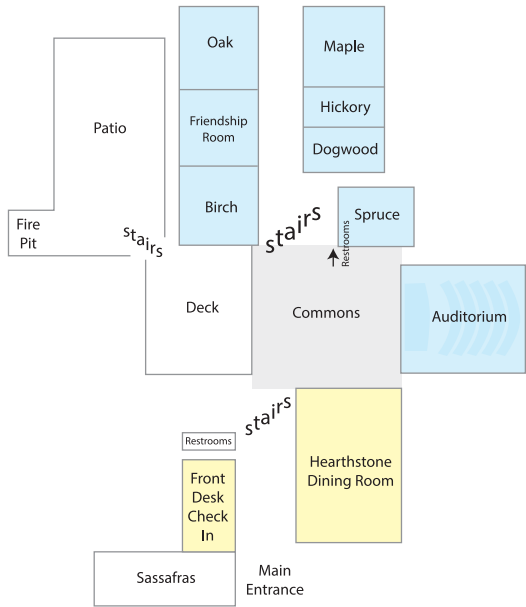 Oak
Maple
Patio
Friendship
Room
Hickory
Dogwood
Birch
Spruce
Fire
Pit
stairs
stairs
Restrooms
Deck
Commons
Auditorium
stairs
Restrooms
Hearthstone
Dining Room
Front
Desk
Check
In
Sassafras
Main
Entrance